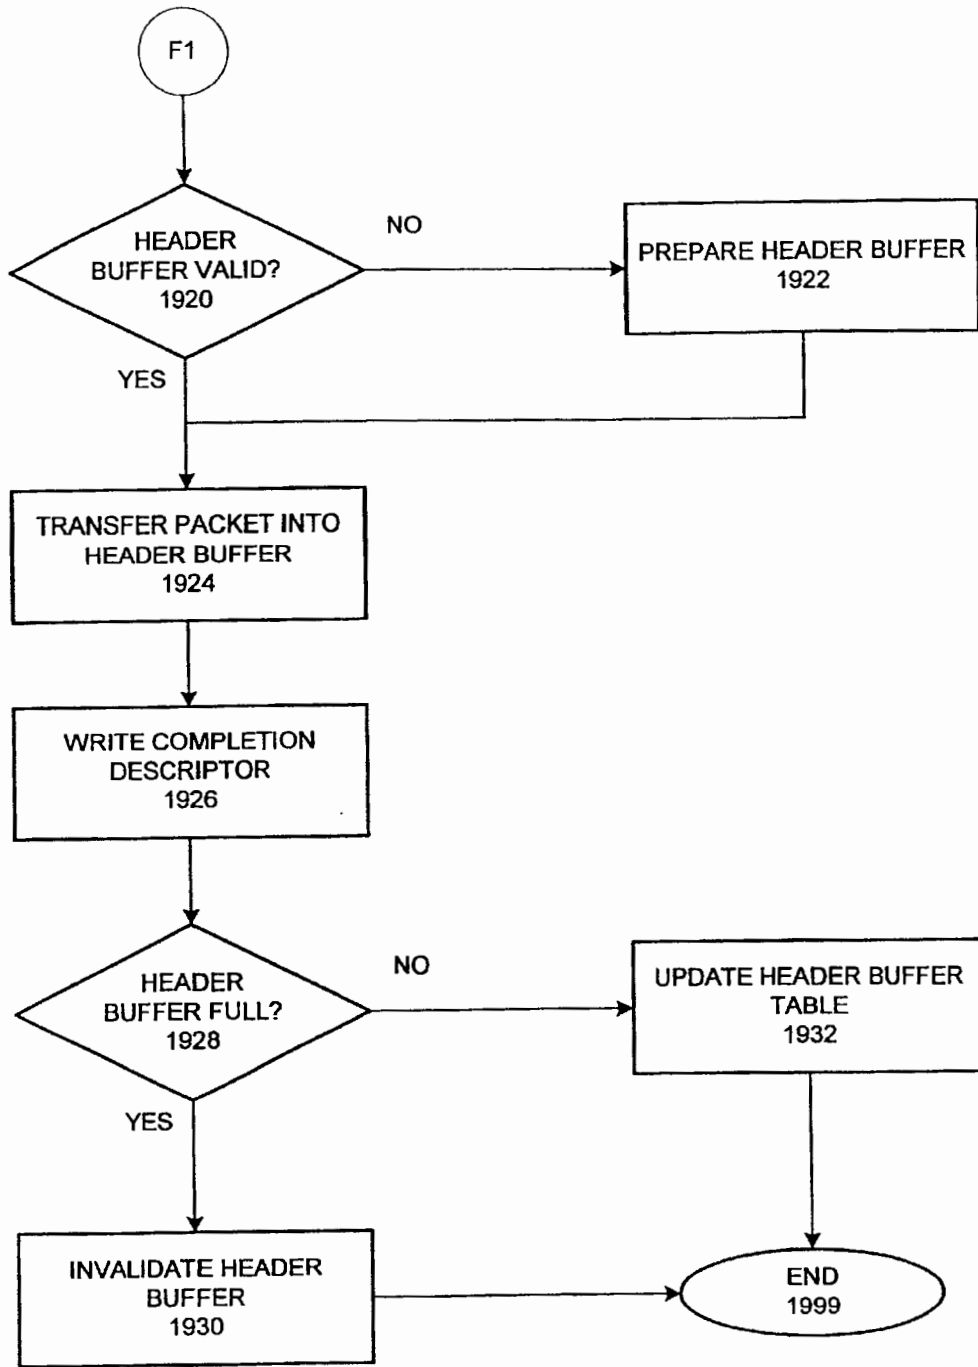 F1
HEADER
BUFFER VALID?
1920
NO
PREPARE HEADER BUFFER
1922
YES
TRANSFER PACKET INTO
HEADER BUFFER
1924
WRITE COMPLETION
DESCRIPTOR
1926
HEADER
BUFFER FULL?
1928
NO
UPDATE HEADER BUFFER
TABLE
1932
YES
INVALIDATE HEADER
BUFFER
1930
END
1999